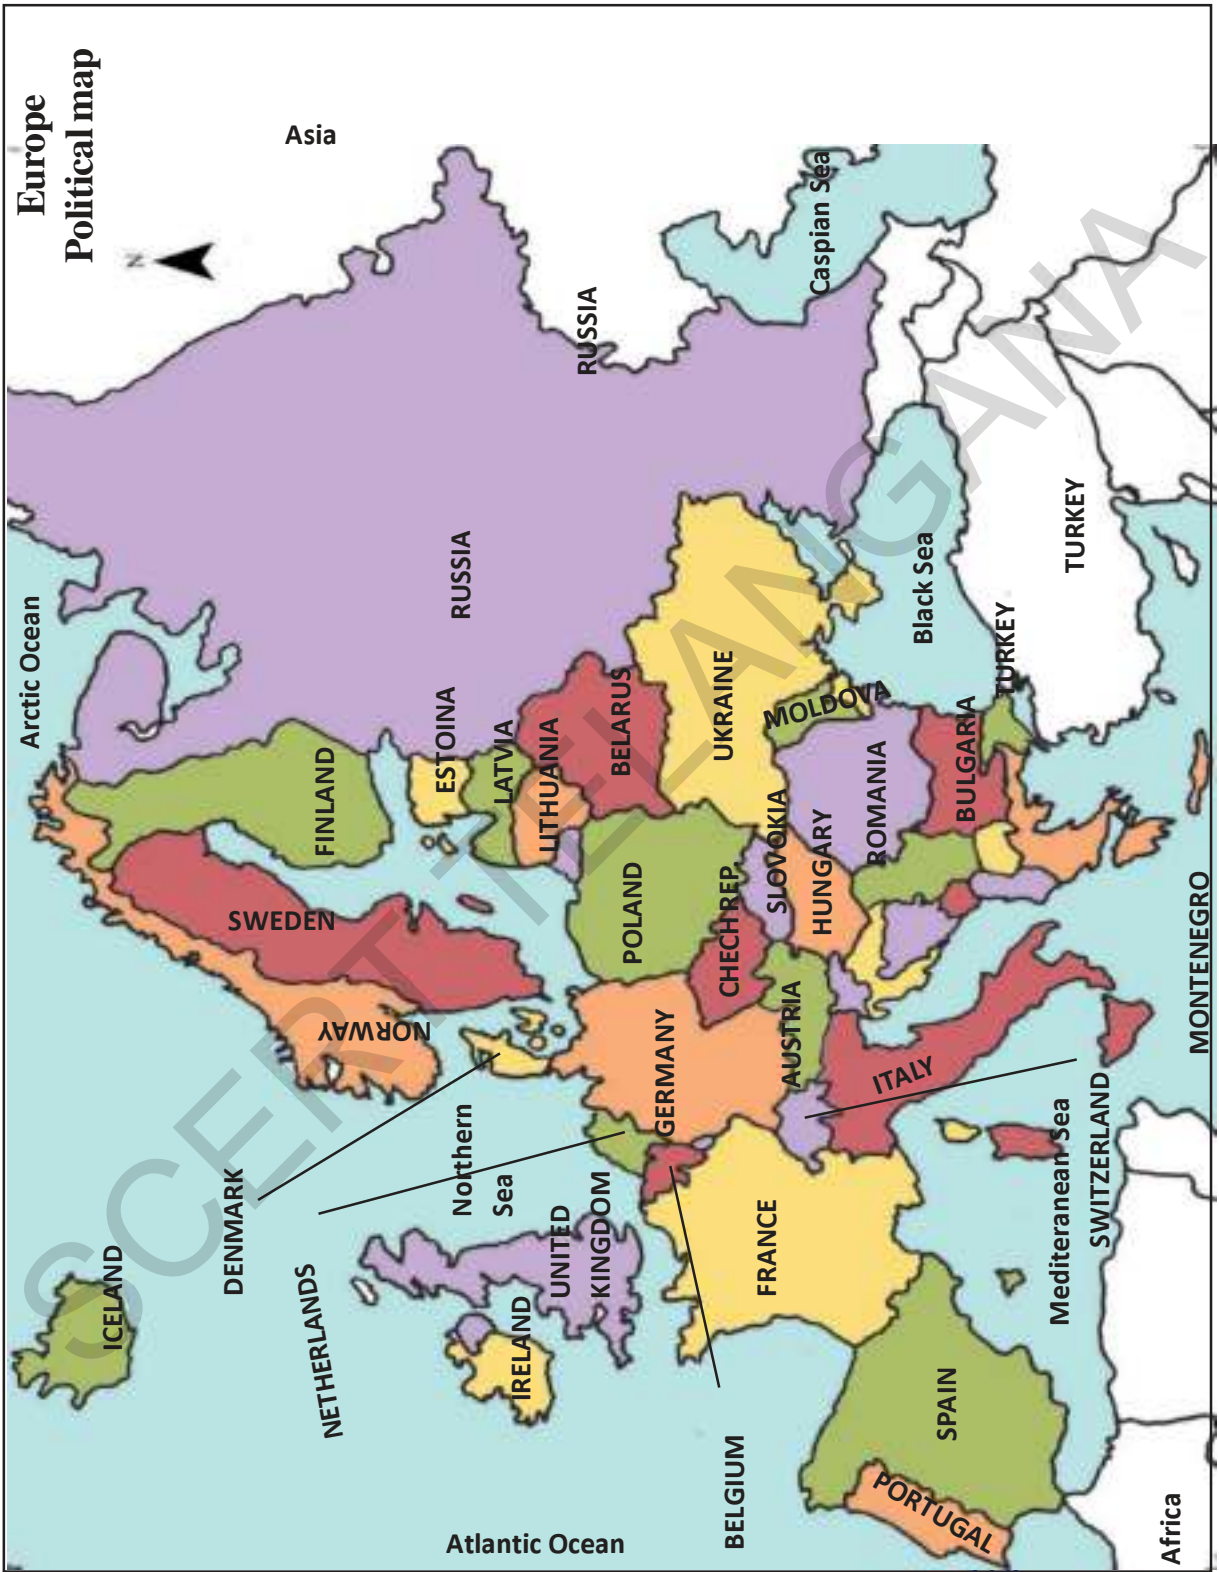 Europe
Political map
N
Asia
Arctic Ocean
ICELAND
SWEDEN
FINLAND
NORWAY
RUSSIA
RUSSIA
ESTOINA
LATVIA
LITHUANIA
BELARUS
DENMARK
NETHERLANDS
Northern
Sea
UNITED
KINGDOM
IRELAND
POLAND
GERMANY
BELGIUM
CHECH REP.
SLOVOKIA
UKRAINE
MOLDOVA
AUSTRIA
HUNGARY
ROMANIA
FRANCE
ITALY
BULGARIA
Black Sea
Caspian Sea
TURKEY
TURKEY
SPAIN
PORTUGAL
Atlantic Ocean
Mediteranean Sea
SWITZERLAND
MONTENEGRO
Africa
SCERT TELANGANA